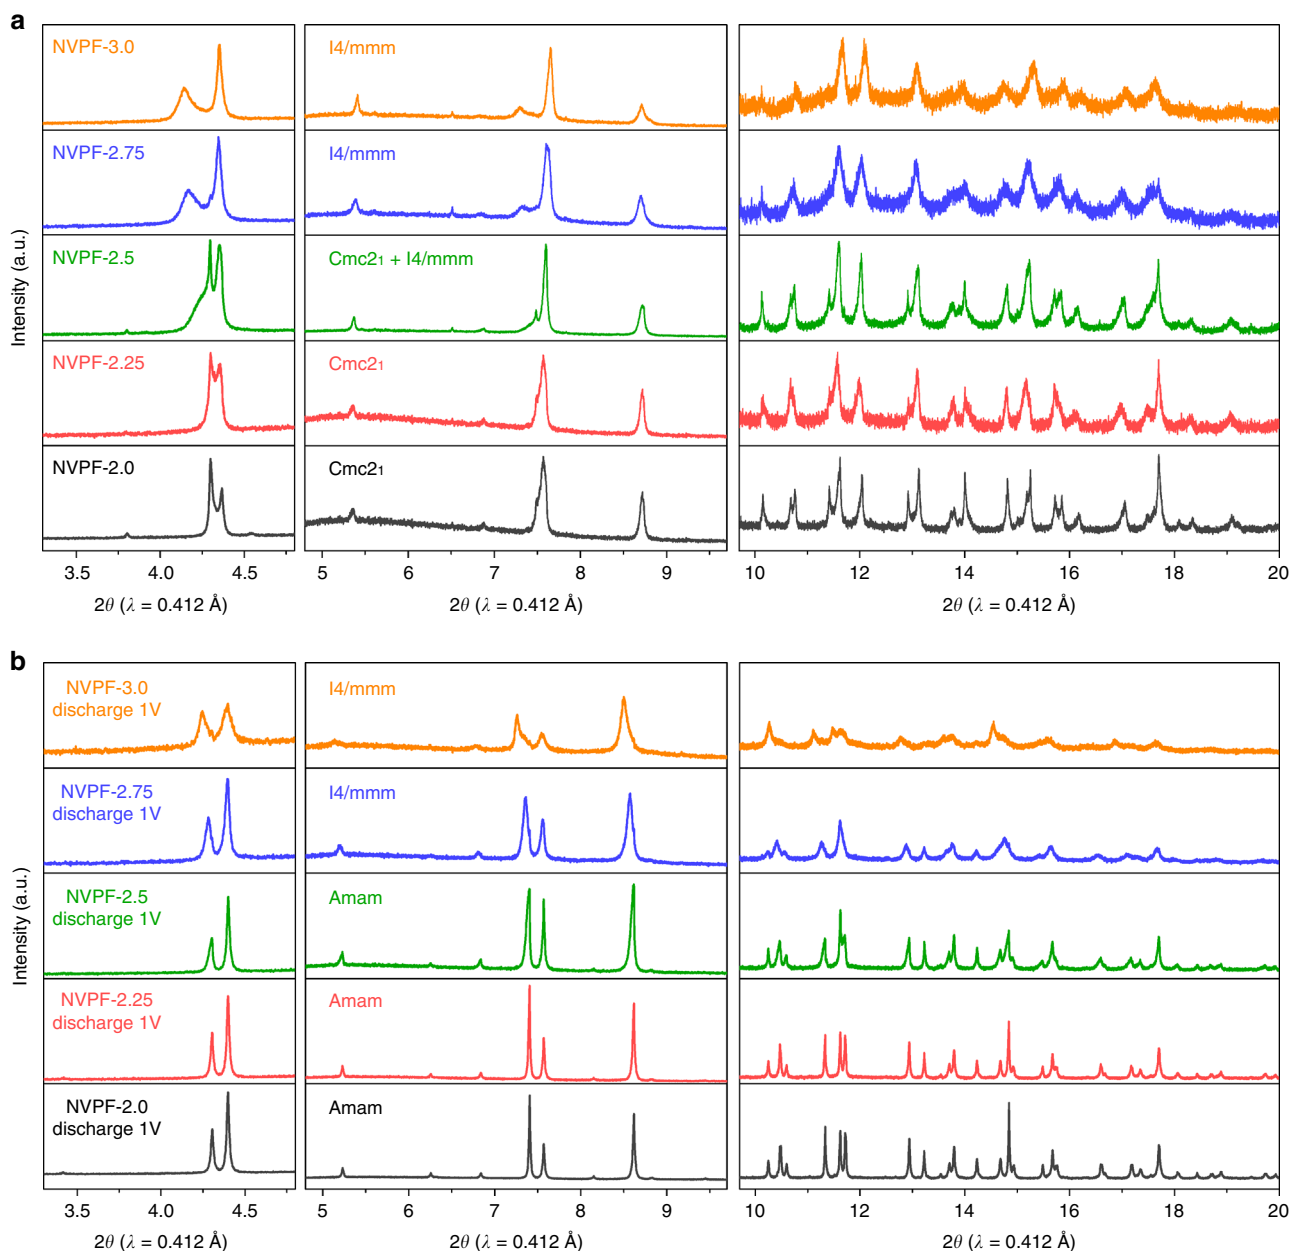 a
NVPF-3.0
I4/mmm
NVPF-2.75
I4/mmm
NVPF-2.5
Cmc2₁ + I4/mmm
NVPF-2.25
Cmc2₁
NVPF-2.0
Cmc2₁
Intensity (a.u.)
3.5 4.0 4.5
5 6 7 8 9
10 12 14 16 18 20
2θ (λ = 0.412 Å)
2θ (λ = 0.412 Å)
2θ (λ = 0.412 Å)
b
NVPF-3.0
discharge 1V
I4/mmm
NVPF-2.75
discharge 1V
I4/mmm
NVPF-2.5
discharge 1V
Amam
NVPF-2.25
discharge 1V
Amam
NVPF-2.0
discharge 1V
Amam
Intensity (a.u.)
3.5 4.0 4.5
5 6 7 8 9
10 12 14 16 18 20
2θ (λ = 0.412 Å)
2θ (λ = 0.412 Å)
2θ (λ = 0.412 Å)